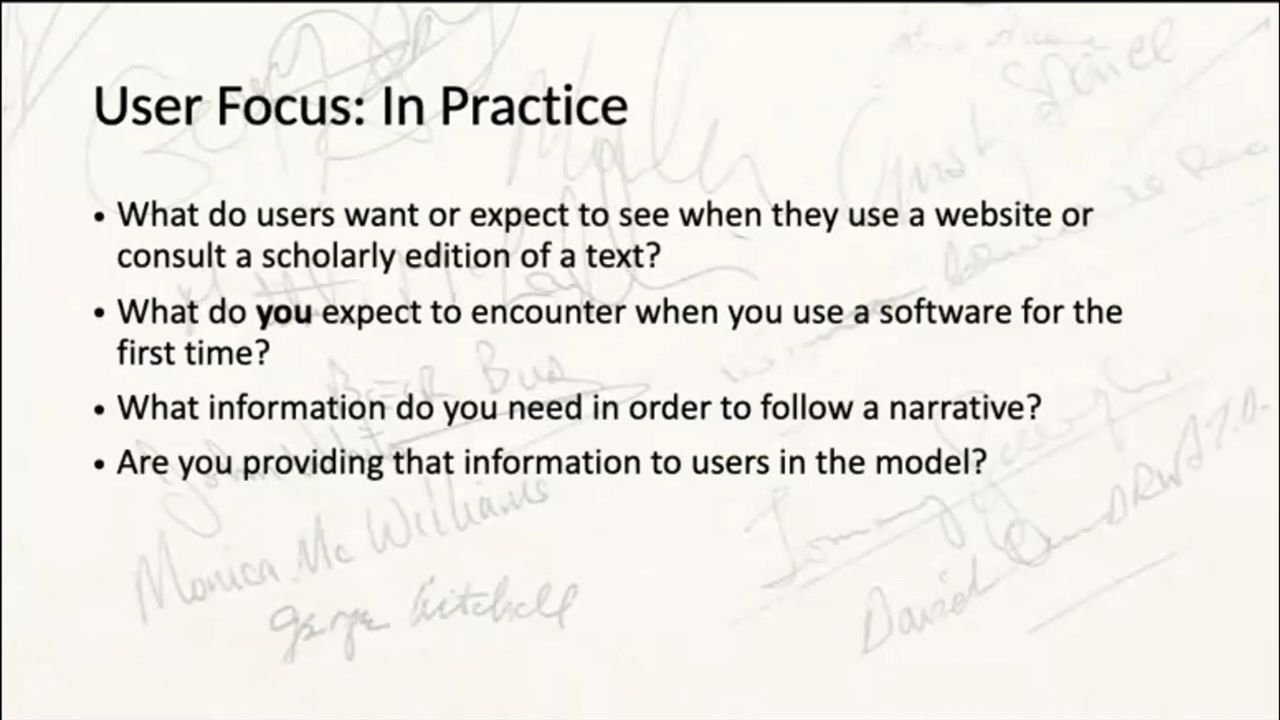 User Focus: In Practice
• What do users want or expect to see when they use a website or
consult a scholarly edition of a text?
• What do you expect to encounter when you use a software for the
first time?
• What information do you need in order to follow a narrative?
• Are you providing that information to users in the model?
Monica Mc Williams
George Mitchell
David